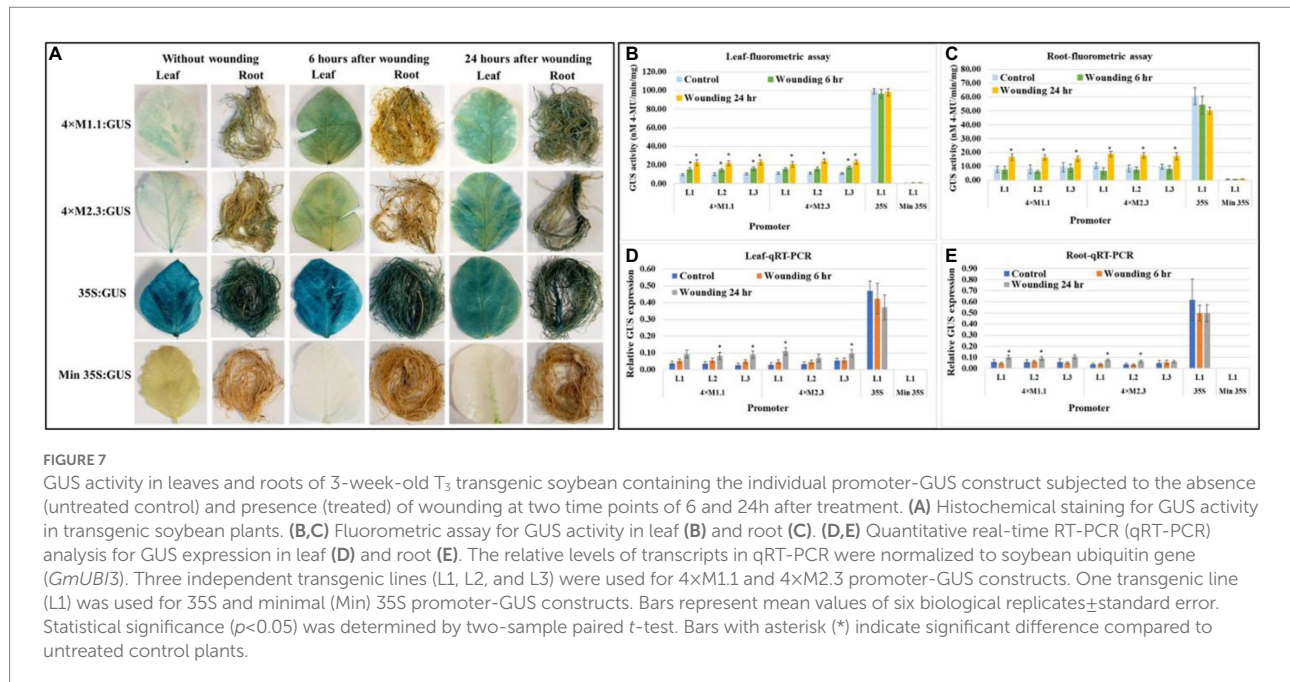 A
Without wounding 6 hours after wounding 24 hours after wounding
Leaf Root Leaf Root Leaf Root
4×M1.1:GUS
4×M2.3:GUS
35S:GUS
Min 35S:GUS
B
Leaf-fluorometric assay
Control Wounding 6 hr
Wounding 24 hr
GUS activity (nM 4-MU/min/mg)
120.00
100.00
80.00
60.00
40.00
20.00
0.00
* * * * * * * * * *
L1 L2 L3 L1 L2 L3 L1 L1
4×M1.1 4×M2.3 35S Min 35S
Promoter
C
Root-fluorometric assay
Control Wounding 6 hr
Wounding 24 hr
GUS activity (nM 4-MU/min/mg)
80.00
70.00
60.00
50.00
40.00
30.00
20.00
10.00
0.00
* * * * * *
L1 L2 L3 L1 L2 L3 L1 L1
4×M1.1 4×M2.3 35S Min 35S
Promoter
D
Leaf-qRT-PCR
Control Wounding 6 hr
Wounding 24 hr
Relative GUS expression
0.60
0.50
0.40
0.30
0.20
0.10
0.00
* * * *
L1 L2 L3 L1 L2 L3 L1 L1
4×M1.1 4×M2.3 35S Min 35S
Promoter
E
Root-qRT-PCR
Control Wounding 6 hr
Wounding 24 hr
Relative GUS expression
0.90
0.80
0.70
0.60
0.50
0.40
0.30
0.20
0.10
0.00
* * * *
L1 L2 L3 L1 L2 L3 L1 L1
4×M1.1 4×M2.3 35S Min 35S
Promoter
FIGURE 7
GUS activity in leaves and roots of 3-week-old T₃ transgenic soybean containing the individual promoter-GUS construct subjected to the absence
(untreated control) and presence (treated) of wounding at two time points of 6 and 24h after treatment. (A) Histochemical staining for GUS activity
in transgenic soybean plants. (B,C) Fluorometric assay for GUS activity in leaf (B) and root (C). (D,E) Quantitative real-time RT-PCR (qRT-PCR)
analysis for GUS expression in leaf (D) and root (E). The relative levels of transcripts in qRT-PCR were normalized to soybean ubiquitin gene
(GmUBI3). Three independent transgenic lines (L1, L2, and L3) were used for 4×M1.1 and 4×M2.3 promoter-GUS constructs. One transgenic line
(L1) was used for 35S and minimal (Min) 35S promoter-GUS constructs. Bars represent mean values of six biological replicates±standard error.
Statistical significance (p<0.05) was determined by two-sample paired t-test. Bars with asterisk (*) indicate significant difference compared to
untreated control plants.